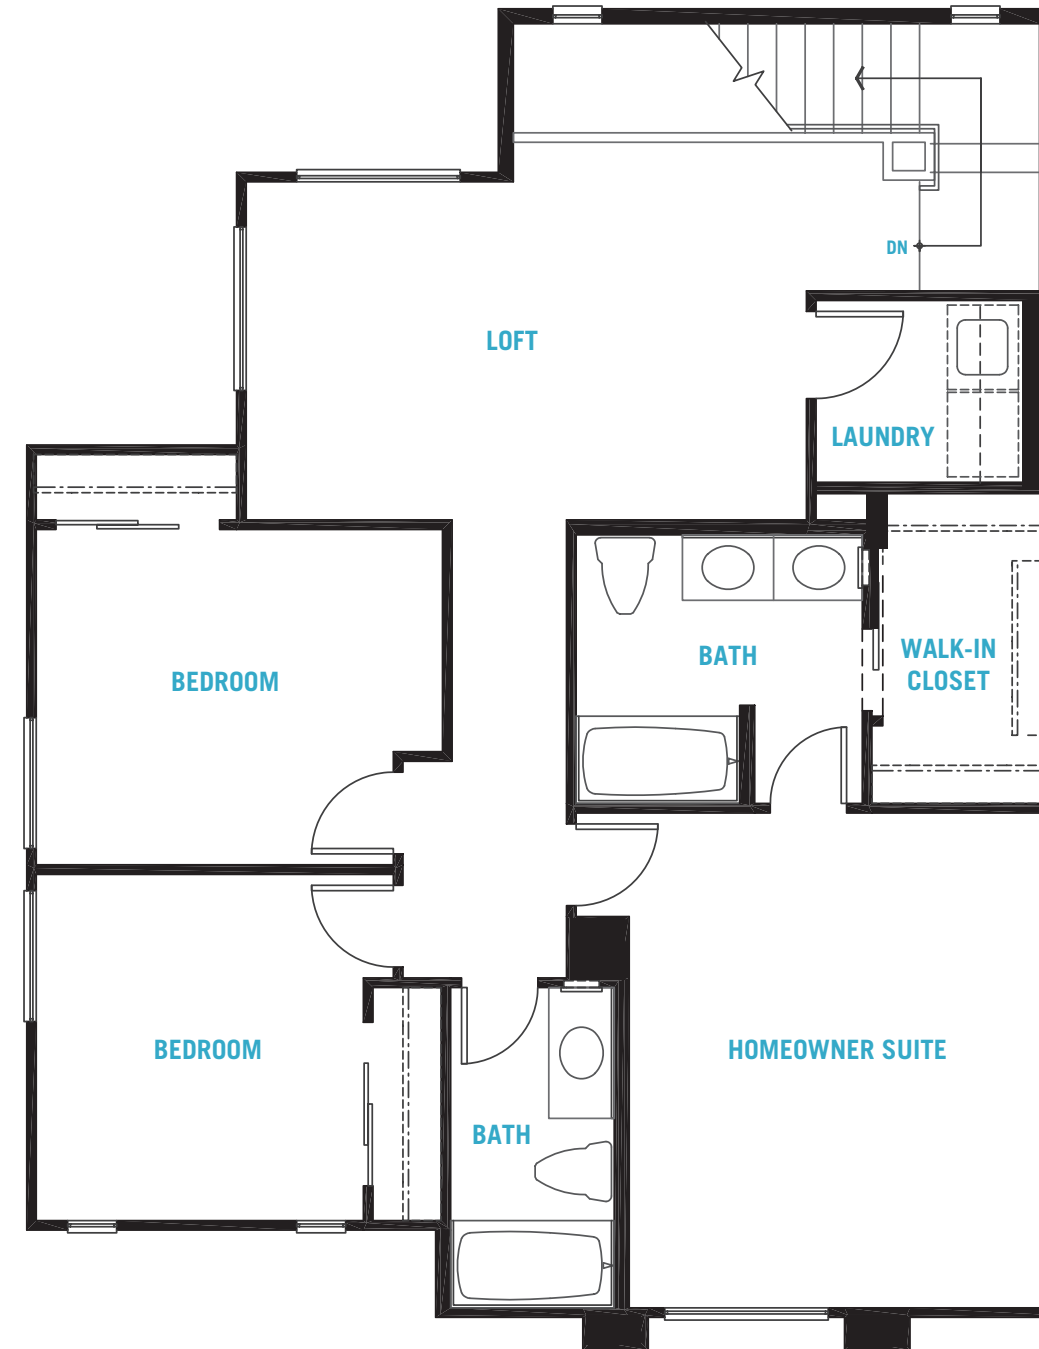 DN
LOFT
LAUNDRY
BATH
WALK-IN
CLOSET
BEDROOM
BEDROOM
HOMEOWNER SUITE
BATH